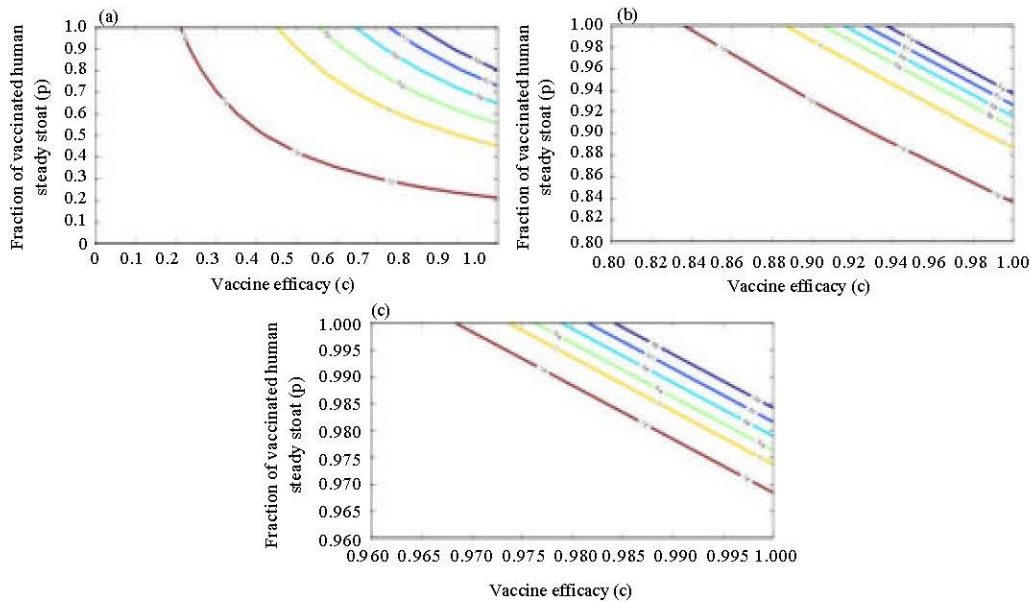 (a)
Fraction of vaccinated human
steady stoat (p)
1.0
0.9
0.8
0.7
0.6
0.5
0.4
0.3
0.2
0.1
0
0 0.1 0.2 0.3 0.4 0.5 0.6 0.7 0.8 0.9 1.0
Vaccine efficacy (c)
(b)
Fraction of vaccinated human
steady stoat (p)
1.00
0.98
0.96
0.94
0.92
0.90
0.88
0.86
0.84
0.82
0.80
0.80 0.82 0.84 0.86 0.88 0.90 0.92 0.94 0.96 0.98 1.00
Vaccine efficacy (c)
(c)
Fraction of vaccinated human
steady stoat (p)
1.000
0.995
0.990
0.985
0.980
0.975
0.970
0.965
0.960
0.960 0.965 0.970 0.975 0.980 0.985 0.990 0.995 1.000
Vaccine efficacy (c)